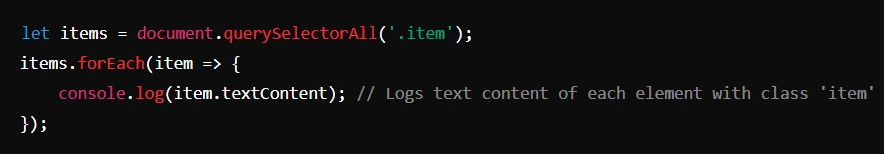 let items = document.querySelectorAll('.item');
items.forEach(item => {
    console.log(item.textContent); // Logs text content of each element with class 'item'
});